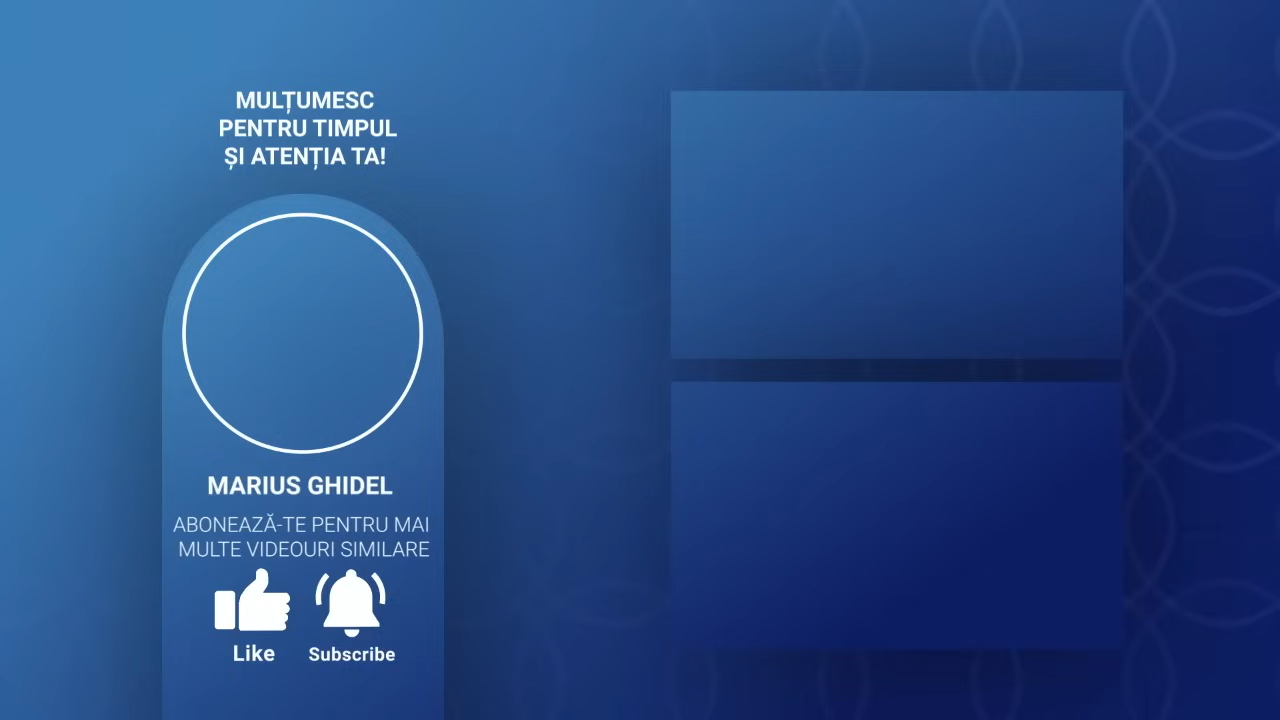 MULȚUMESC
PENTRU TIMPUL
ȘI ATENȚIA TA!
MARIUS GHIDEL
ABONEAZĂ-TE PENTRU MAI
MULTE VIDEOURI SIMILARE
Like
Subscribe